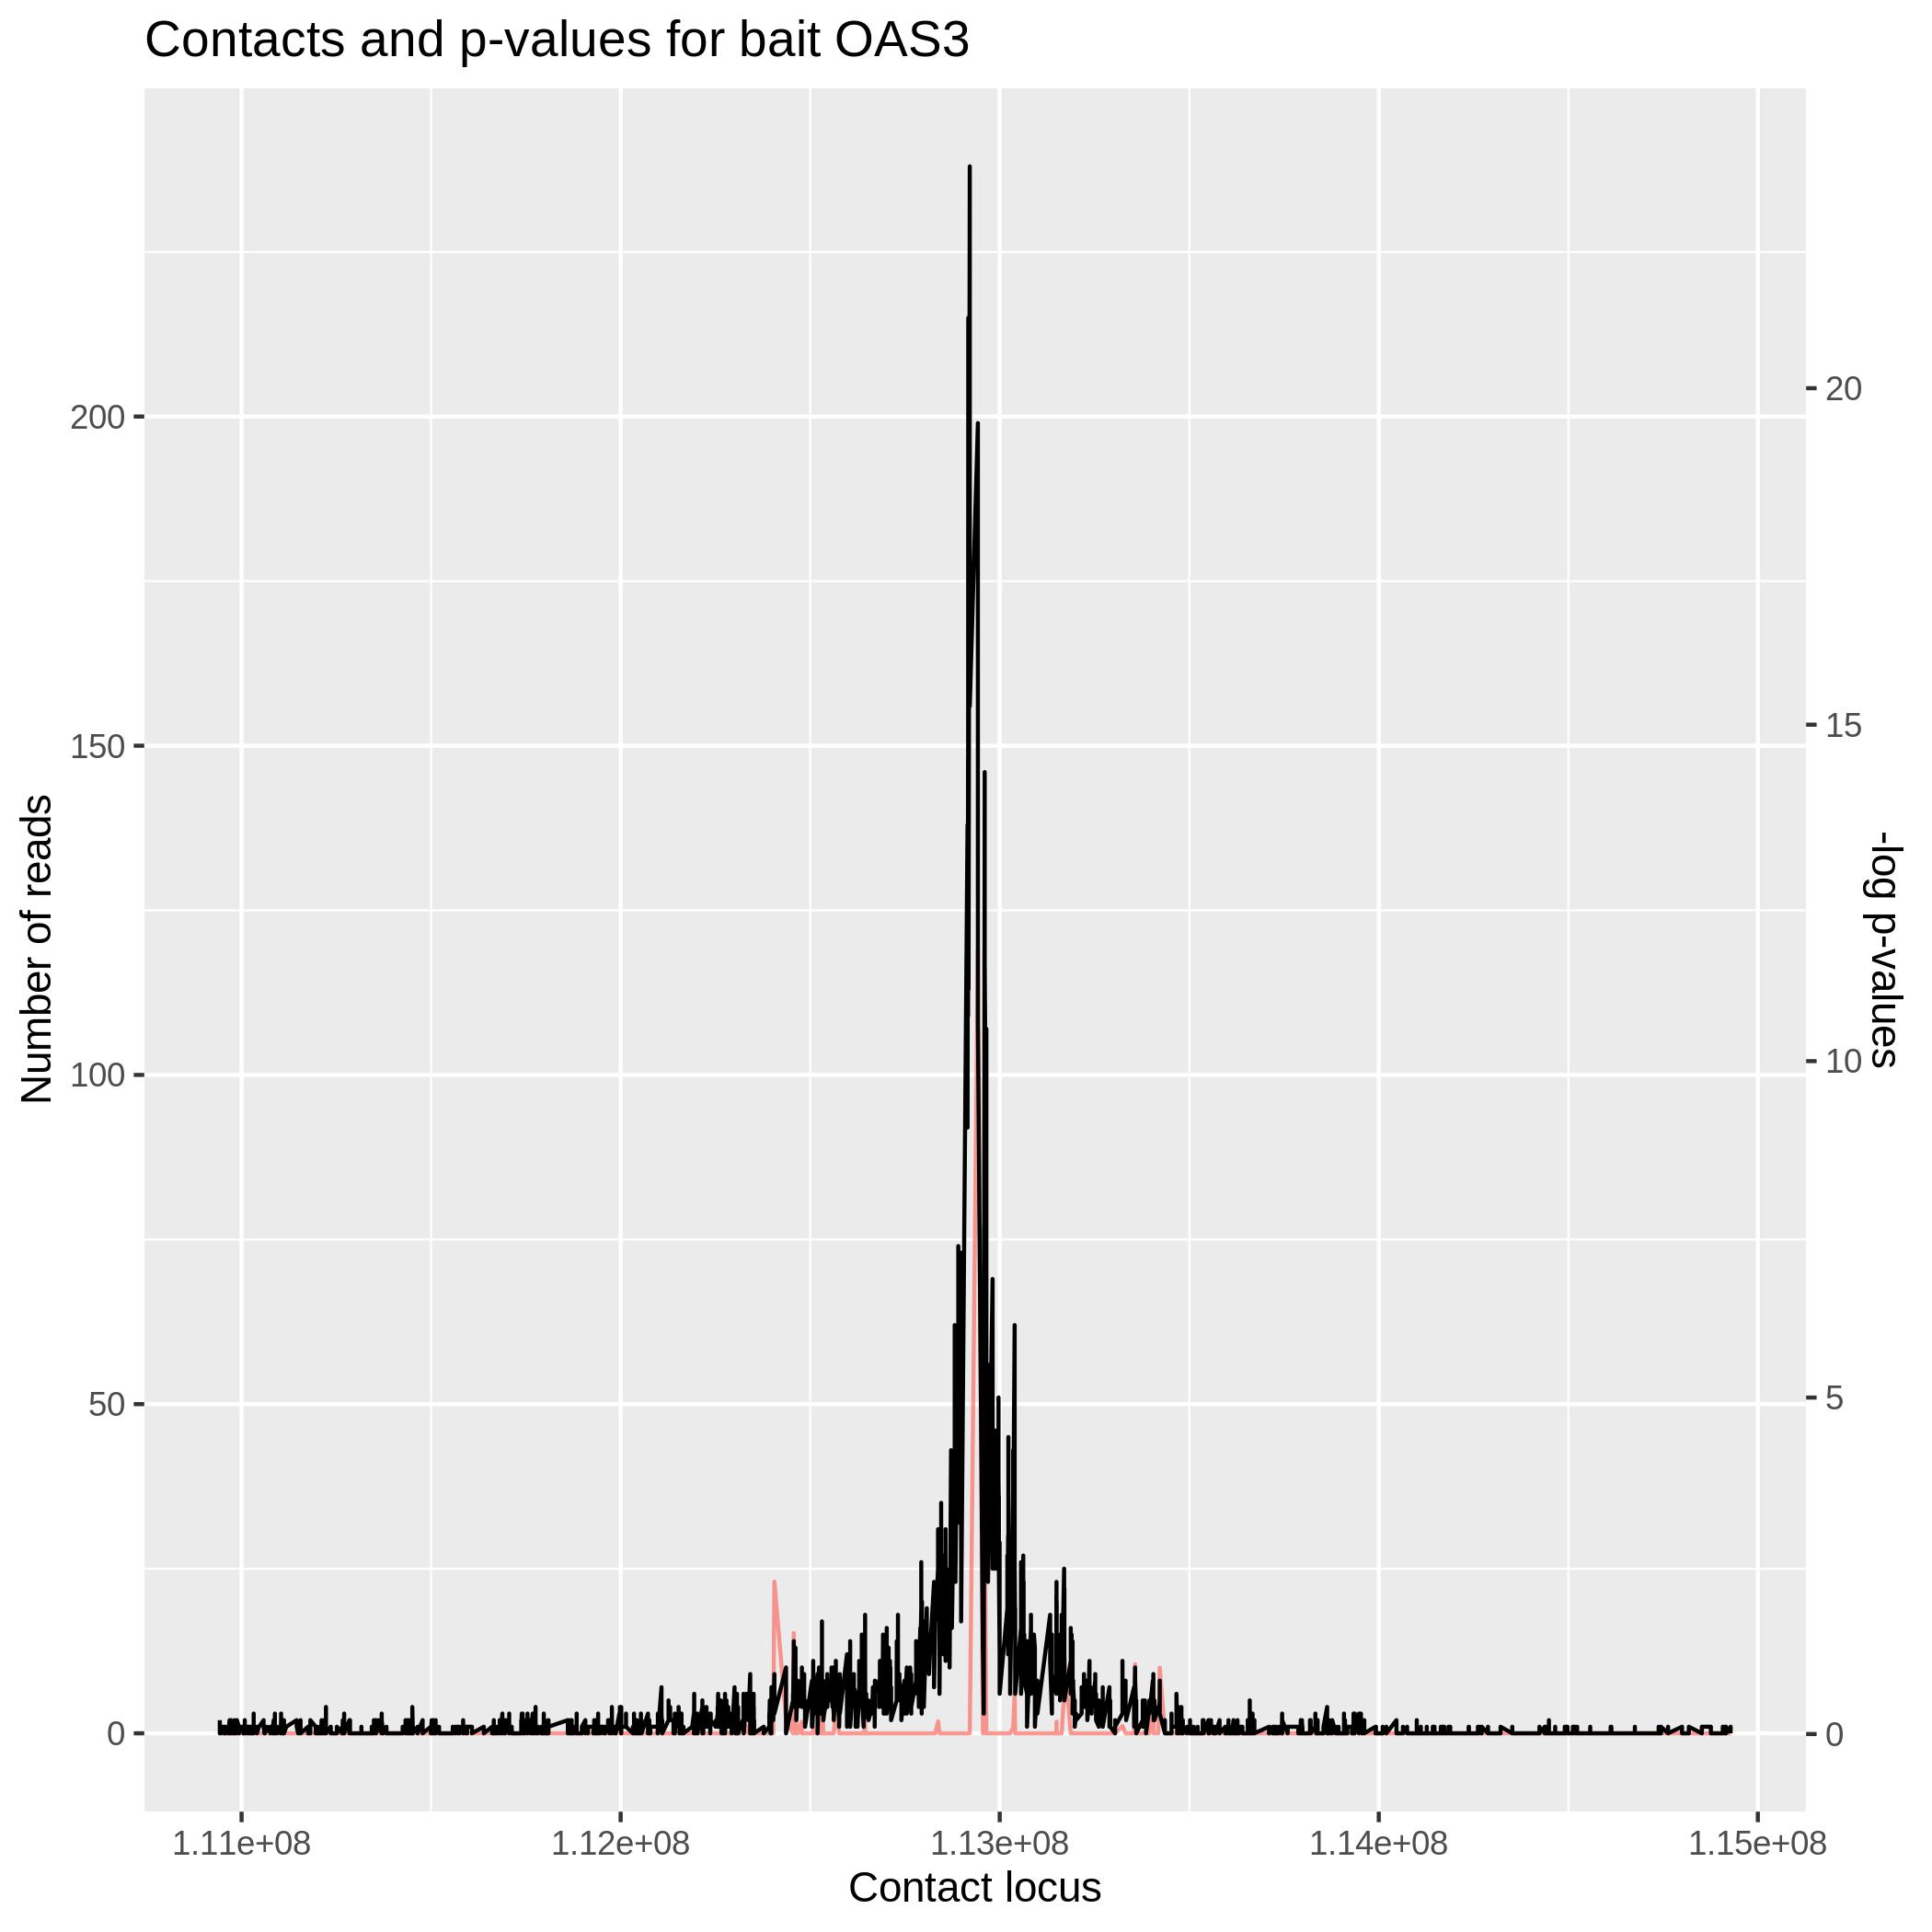 Contacts and p-values for bait OAS3
Number of reads
200
150
100
50
0
20
15
10
5
0
-log p-values
1.11e+08
1.12e+08
1.13e+08
1.14e+08
1.15e+08
Contact locus